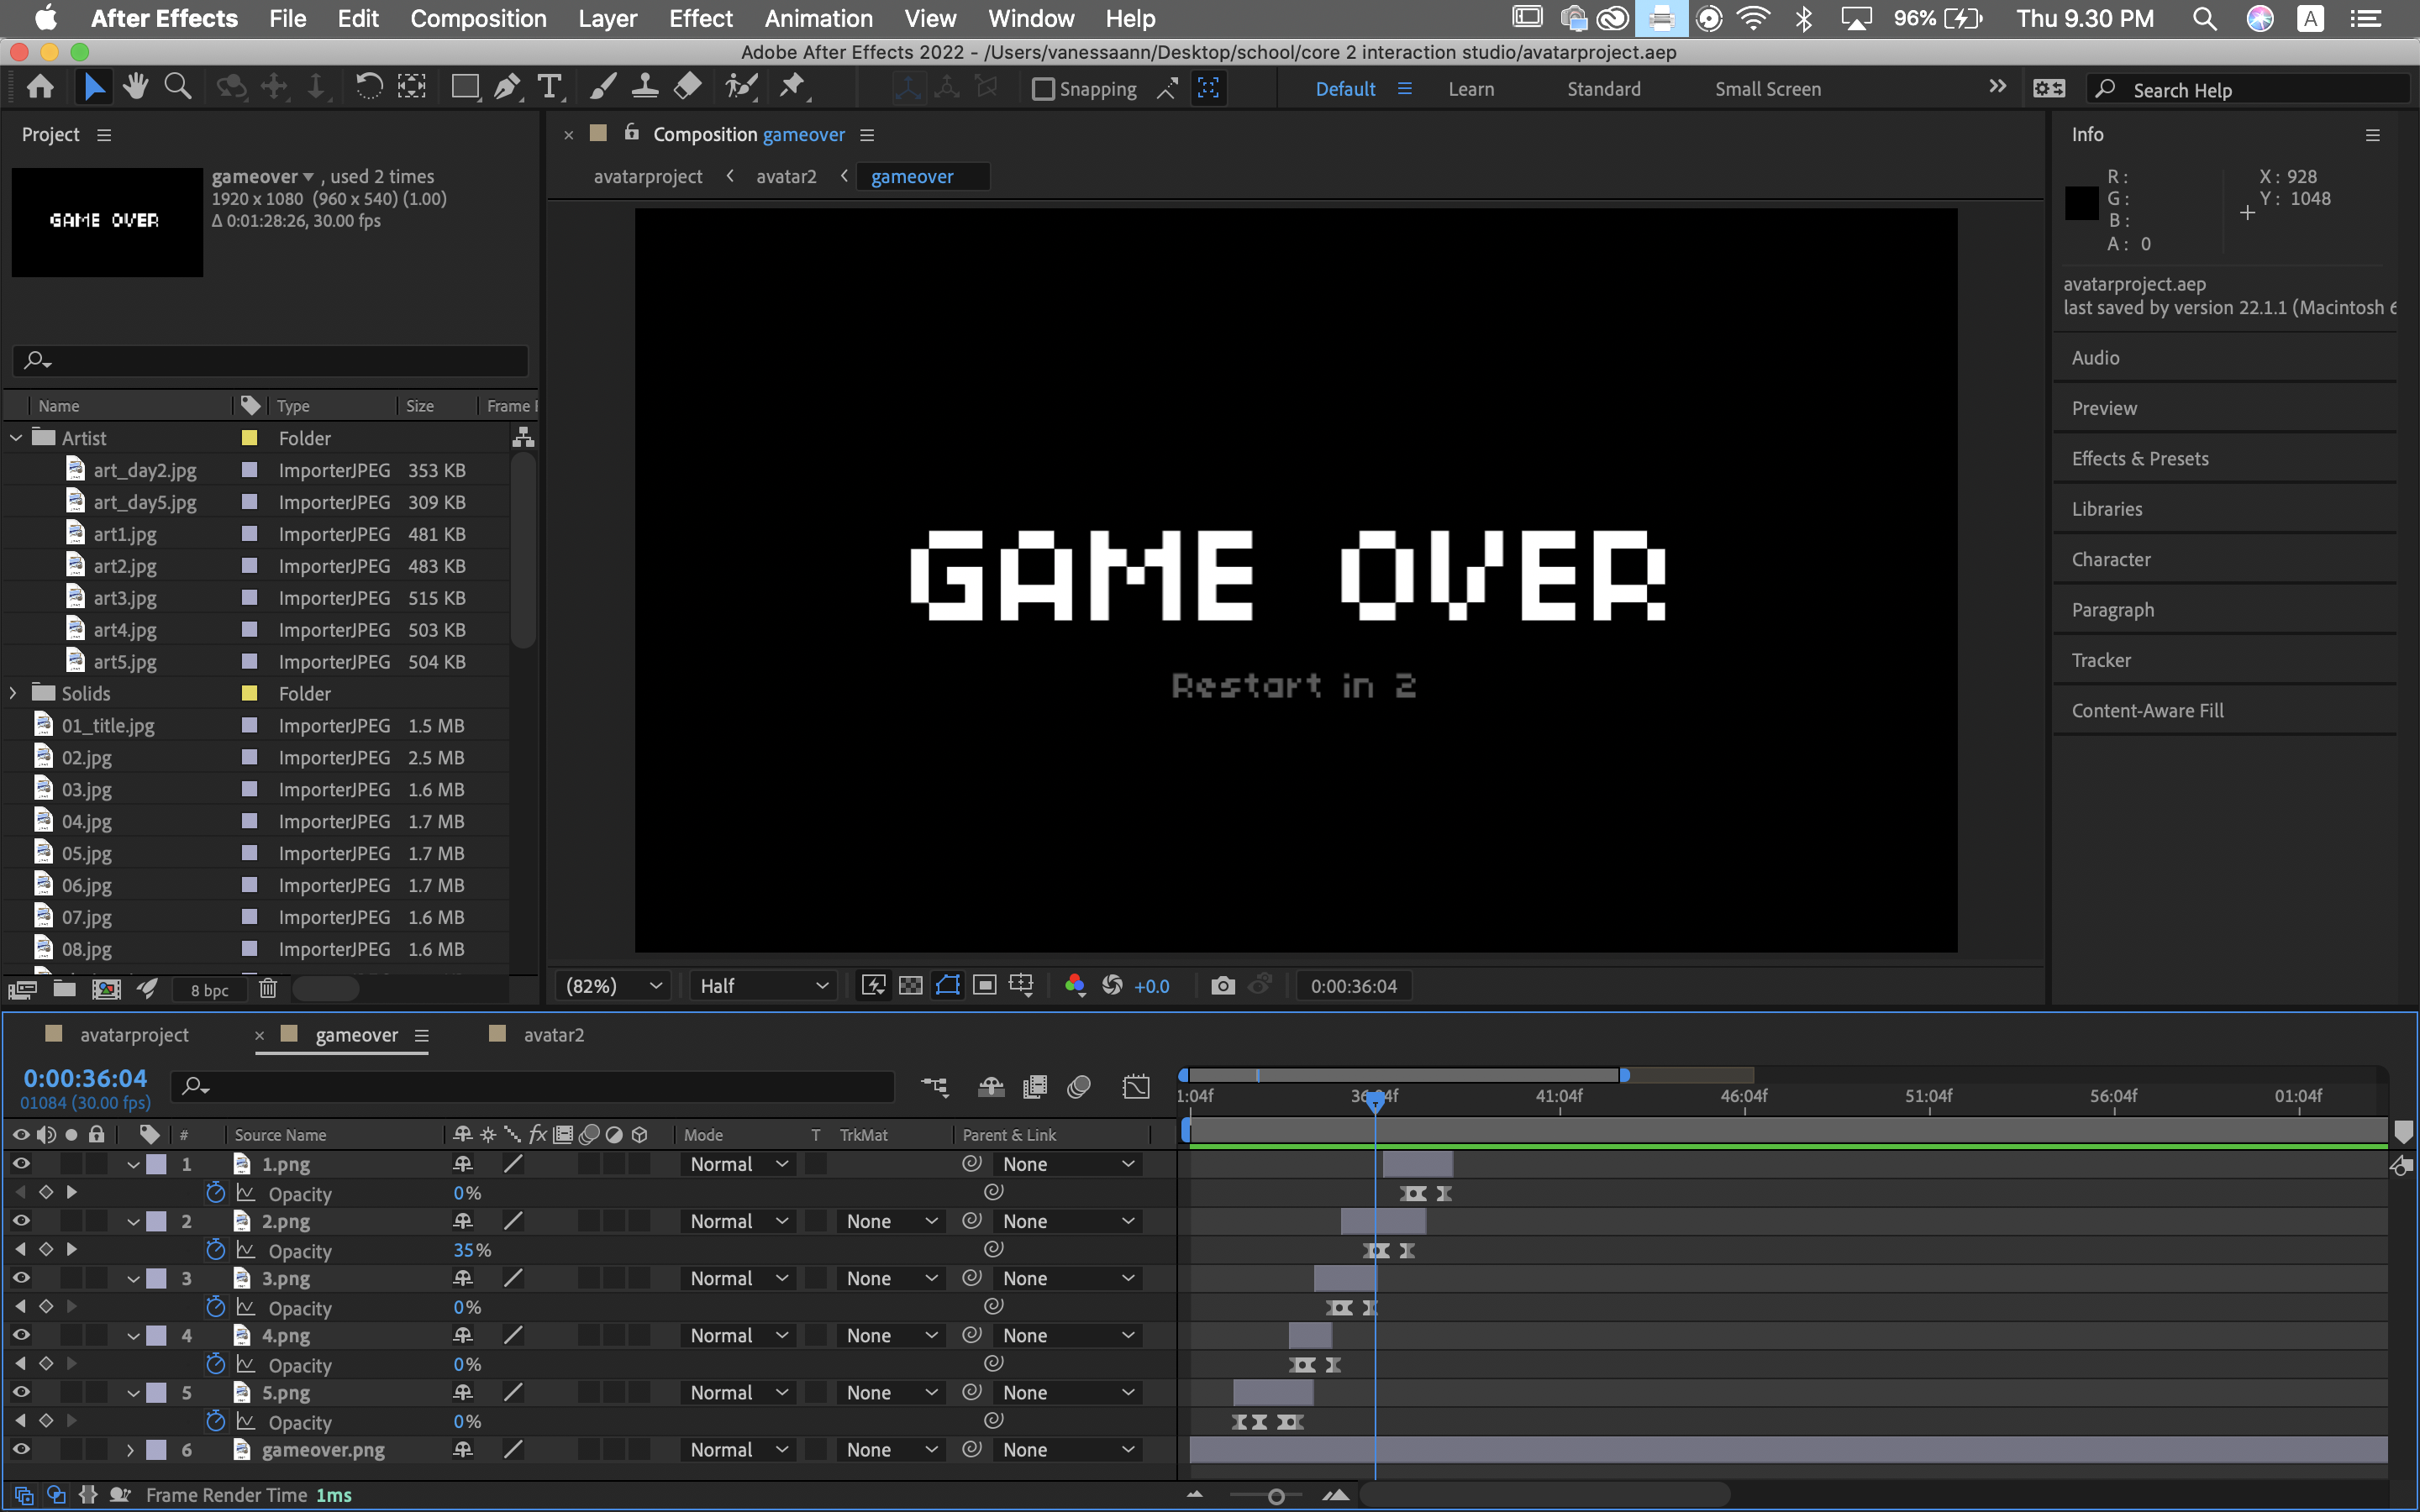 After Effects File Edit Composition Layer Effect Animation View Window Help 96% Thu 9.30 PM A
Adobe After Effects 2022 - /Users/vanessaann/Desktop/school/core 2 interaction studio/avatarproject.aep
Snapping Default Learn Standard Small Screen Search Help
Project
gameover , used 2 times
1920 x 1080 (960 x 540) (1.00)
Δ 0:01:28:26, 30.00 fps
GAME OVER
Name Type Size Frame
Artist Folder
art_day2.jpg ImporterJPEG 353 KB
art_day5.jpg ImporterJPEG 309 KB
art1.jpg ImporterJPEG 481 KB
art2.jpg ImporterJPEG 483 KB
art3.jpg ImporterJPEG 515 KB
art4.jpg ImporterJPEG 503 KB
art5.jpg ImporterJPEG 504 KB
Solids Folder
01_title.jpg ImporterJPEG 1.5 MB
02.jpg ImporterJPEG 2.5 MB
03.jpg ImporterJPEG 1.6 MB
04.jpg ImporterJPEG 1.7 MB
05.jpg ImporterJPEG 1.7 MB
06.jpg ImporterJPEG 1.7 MB
07.jpg ImporterJPEG 1.6 MB
08.jpg ImporterJPEG 1.6 MB
8 bpc
Composition gameover
avatarproject avatar2 gameover
GAME OVER
Restart in 2
(82%) Half +0.0 0:00:36:04
Info
R: X: 928
G: Y: 1048
B:
A: 0
avatarproject.aep
last saved by version 22.1.1 (Macintosh 6
Audio
Preview
Effects & Presets
Libraries
Character
Paragraph
Tracker
Content-Aware Fill
avatarproject gameover avatar2
0:00:36:04
01084 (30.00 fps)
1:04f 41:04f 46:04f 51:04f 56:04f 01:04f
# Source Name fx Mode T TrkMat Parent & Link
1 1.png Normal None
Opacity 0%
2 2.png Normal None None
Opacity 35%
3 3.png Normal None None
Opacity 0%
4 4.png Normal None None
Opacity 0%
5 5.png Normal None None
Opacity 0%
6 gameover.png Normal None None
Frame Render Time 1ms